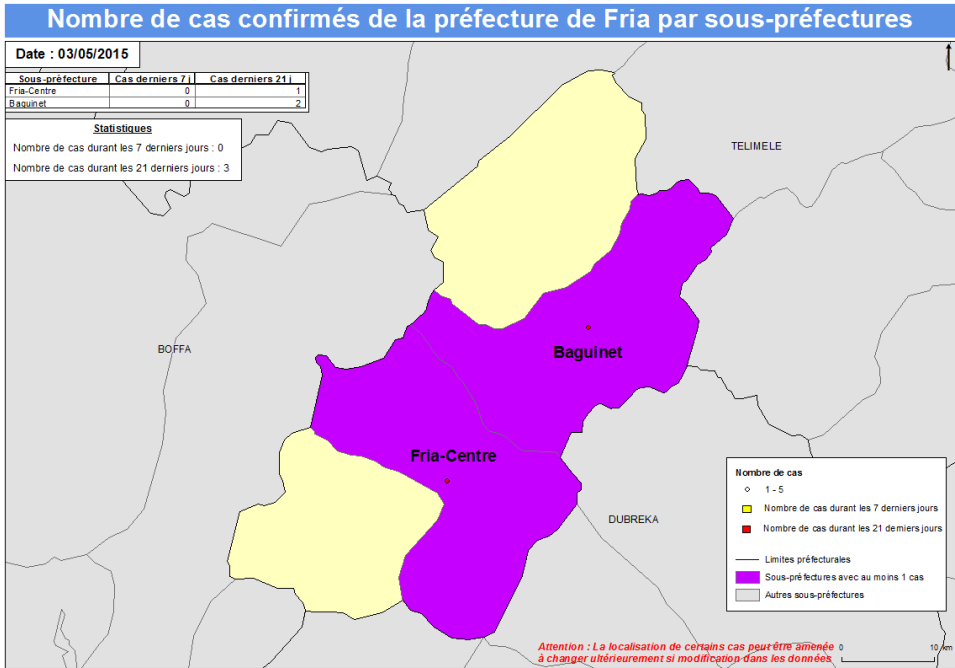 Nombre de cas confirmés de la préfecture de Fria par sous-préfectures
Date : 03/05/2015
Sous-préfecture Cas derniers 7 j Cas derniers 21 j
Fria-Centre 0 1
Baguinet 0 2
Statistiques
Nombre de cas durant les 7 derniers jours : 0
Nombre de cas durant les 21 derniers jours : 3
TELIMELE
BOFFA
Baguinet
Fria-Centre
DUBREKA
Nombre de cas
1 - 5
Nombre de cas durant les 7 derniers jours
Nombre de cas durant les 21 derniers jours
Limites préfecturales
Sous-préfectures avec au moins 1 cas
Autres sous-préfectures
Attention : La localisation de certains cas peut être amenée
à changer ultérieurement si modification dans les données
0 10 km